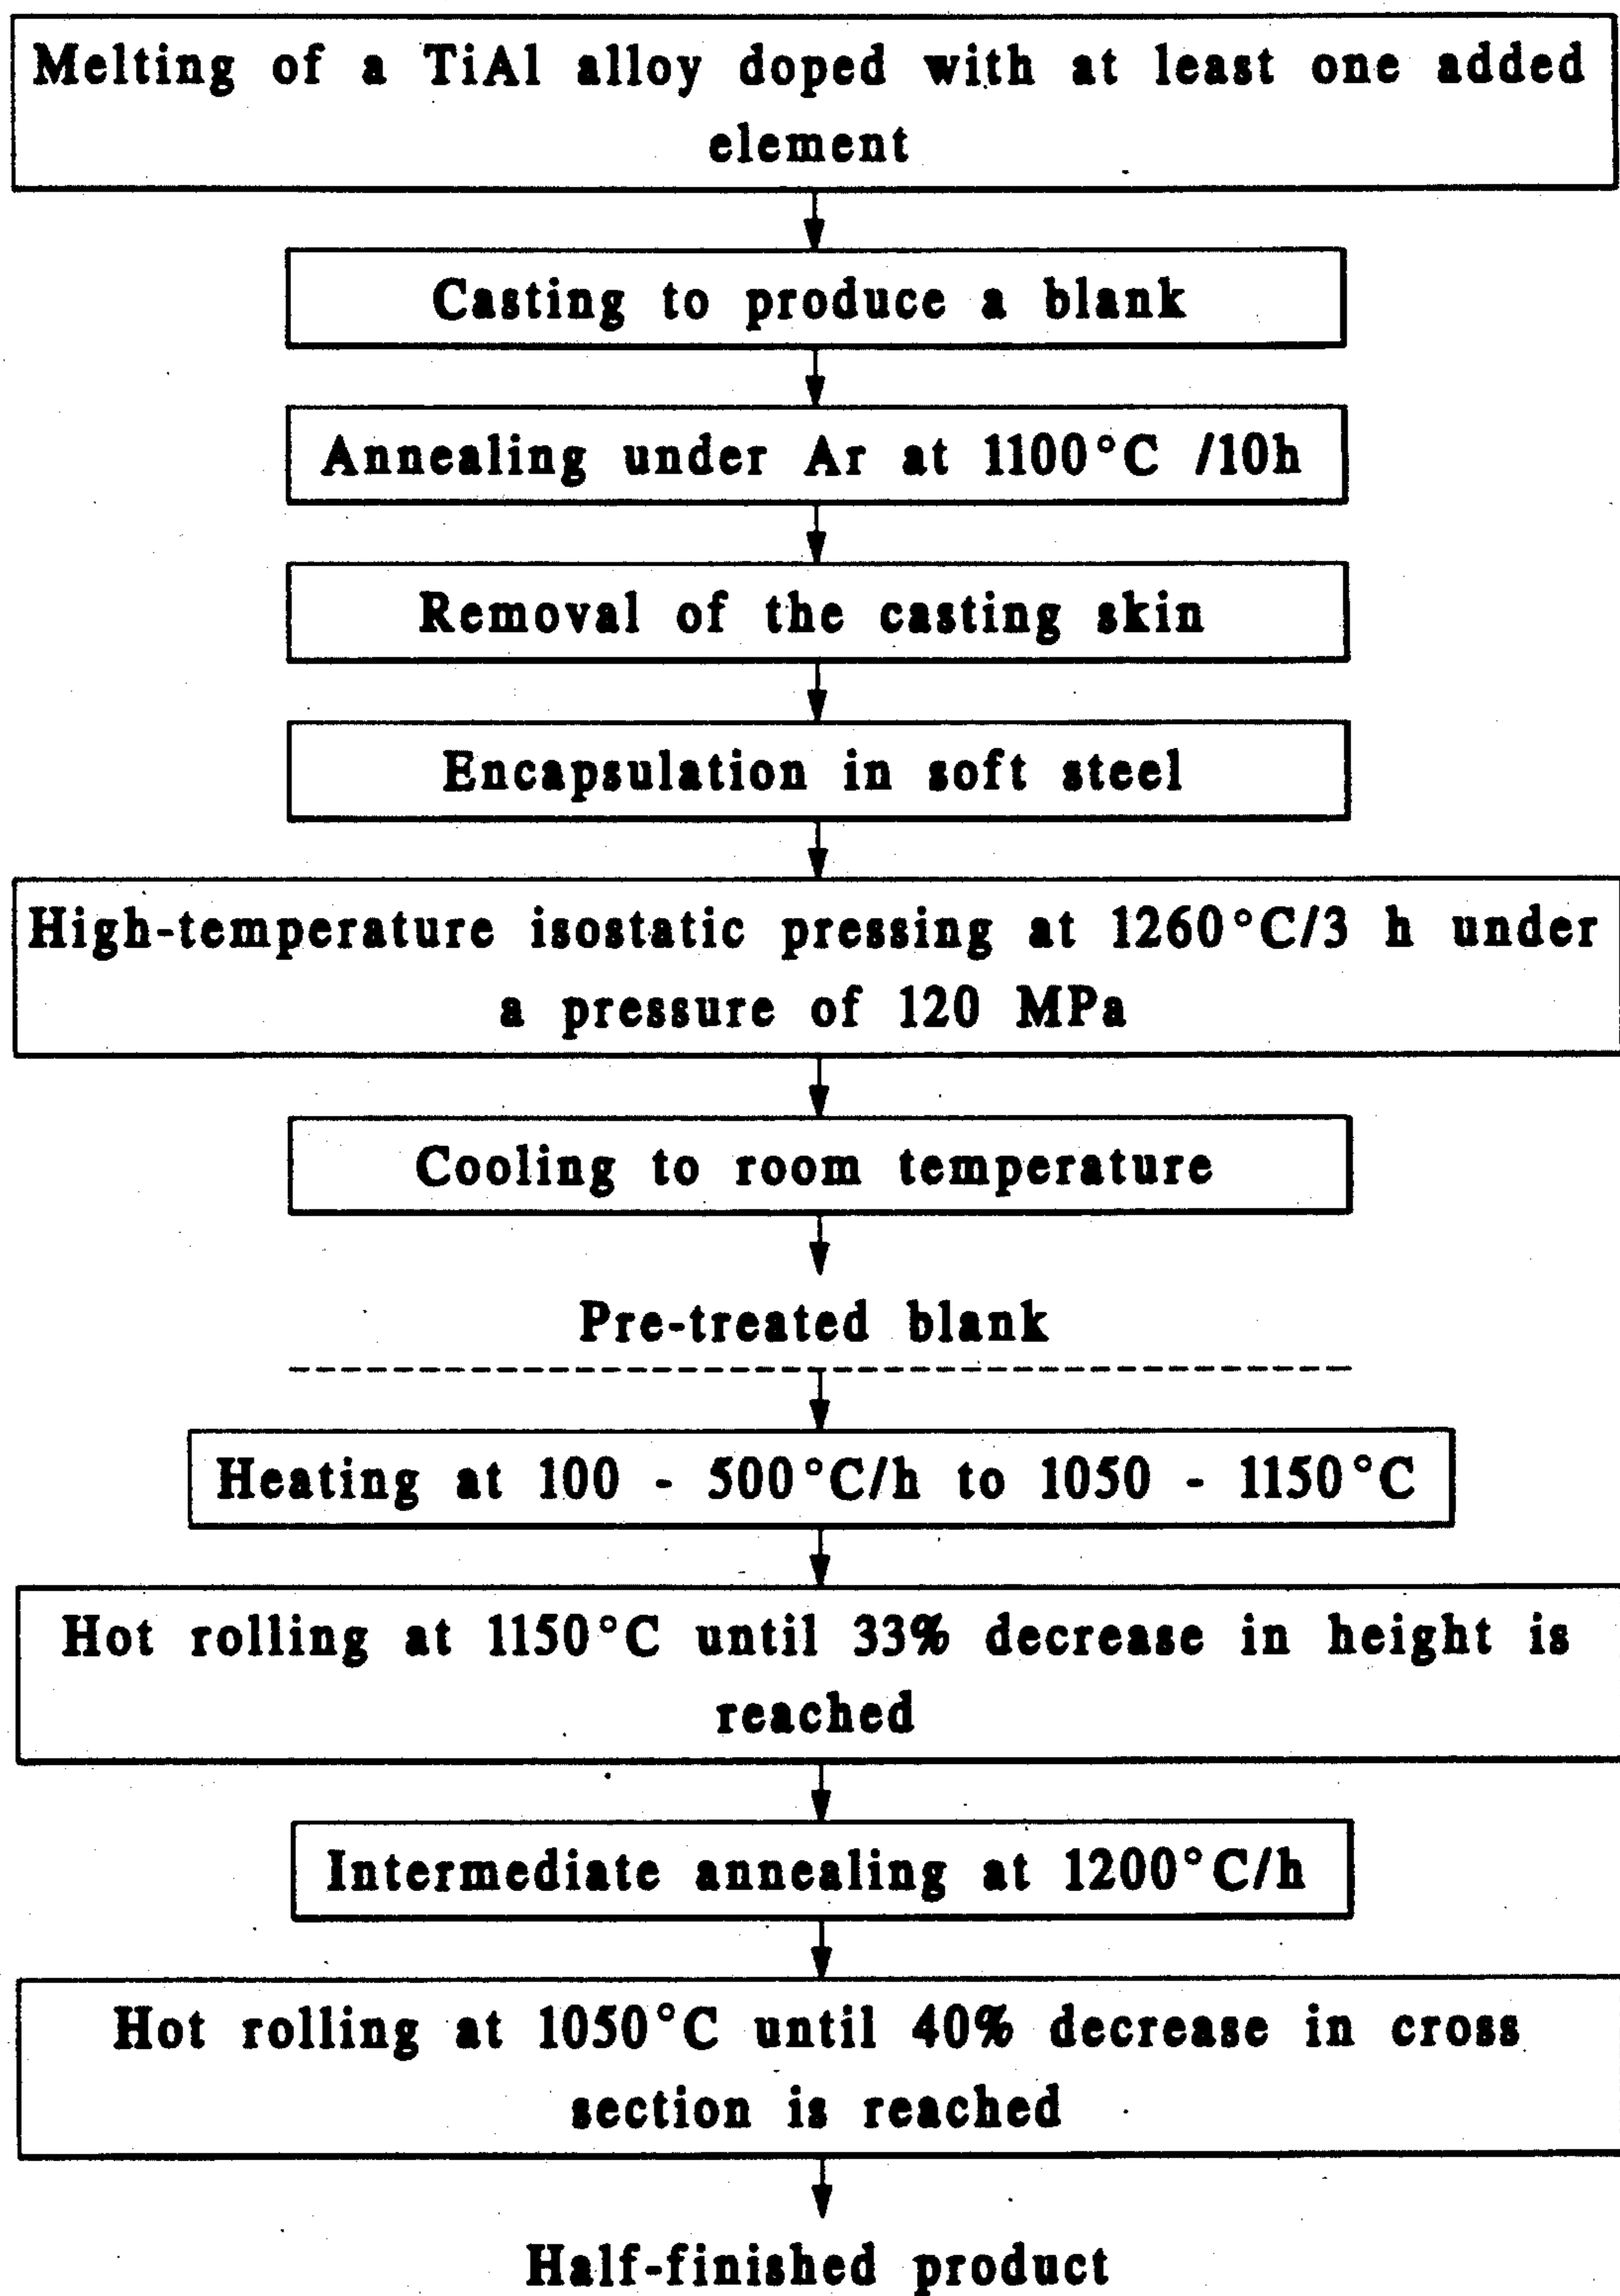 Melting of a TiAl alloy doped with at least one added
element
Casting to produce a blank
Annealing under Ar at 1100°C /10h
Removal of the casting skin
Encapsulation in soft steel
High-temperature isostatic pressing at 1260°C/3 h under
a pressure of 120 MPa
Cooling to room temperature
Pre-treated blank
Heating at 100 - 500°C/h to 1050 - 1150°C
Hot rolling at 1150°C until 33% decrease in height is
reached
Intermediate annealing at 1200°C/h
Hot rolling at 1050°C until 40% decrease in cross
section is reached
Half-finished product